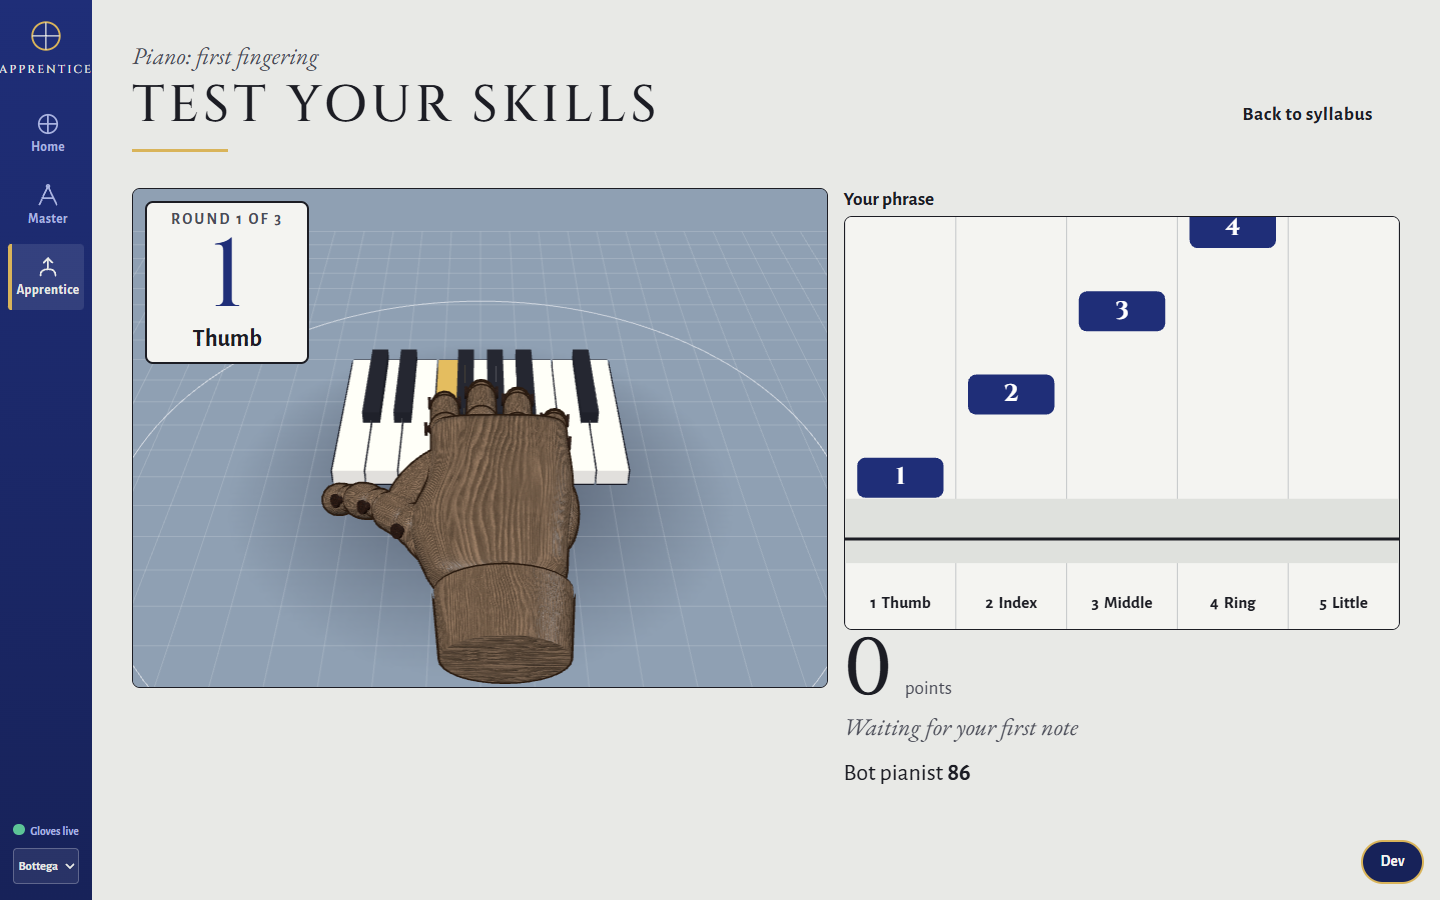 APPRENTICE
Home
Master
Apprentice
Gloves live
Bottega
Piano: first fingering
TEST YOUR SKILLS
Back to syllabus
ROUND 1 OF 3
1
Thumb
Your phrase
4
3
2
1
1 Thumb
2 Index
3 Middle
4 Ring
5 Little
0 points
Waiting for your first note
Bot pianist 86
Dev